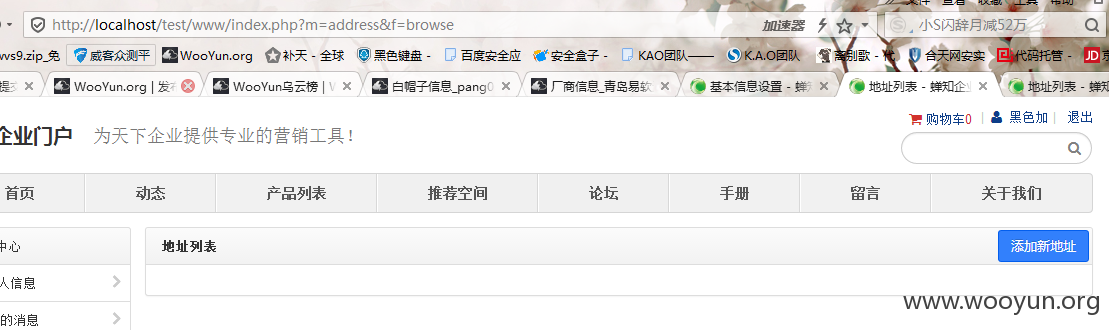 文件 查看 收藏 工具 帮助
http://localhost/test/www/index.php?m=address&f=browse 加速器 小S闪辞月减52万
wvs9.zip_免 威客众测平 WooYun.org 补天 - 全球 黑色键盘 - 百度安全应 安全盒子 - KAO团队—— K.A.O团队 离别歌 - 代 合天网安实 代码托管 -
WooYun.org | 发布 WooYun乌云榜 | W 白帽子信息_pang0 厂商信息_青岛易软 基本信息设置 - 蝉知 地址列表 - 蝉知企业 地址列表 - 蝉知
企业门户 为天下企业提供专业的营销工具！ 购物车0 | 黑色加 | 退出
首页 动态 产品列表 推荐空间 论坛 手册 留言 关于我们
中心 地址列表 添加新地址
人信息
的消息
www.wooyun.org